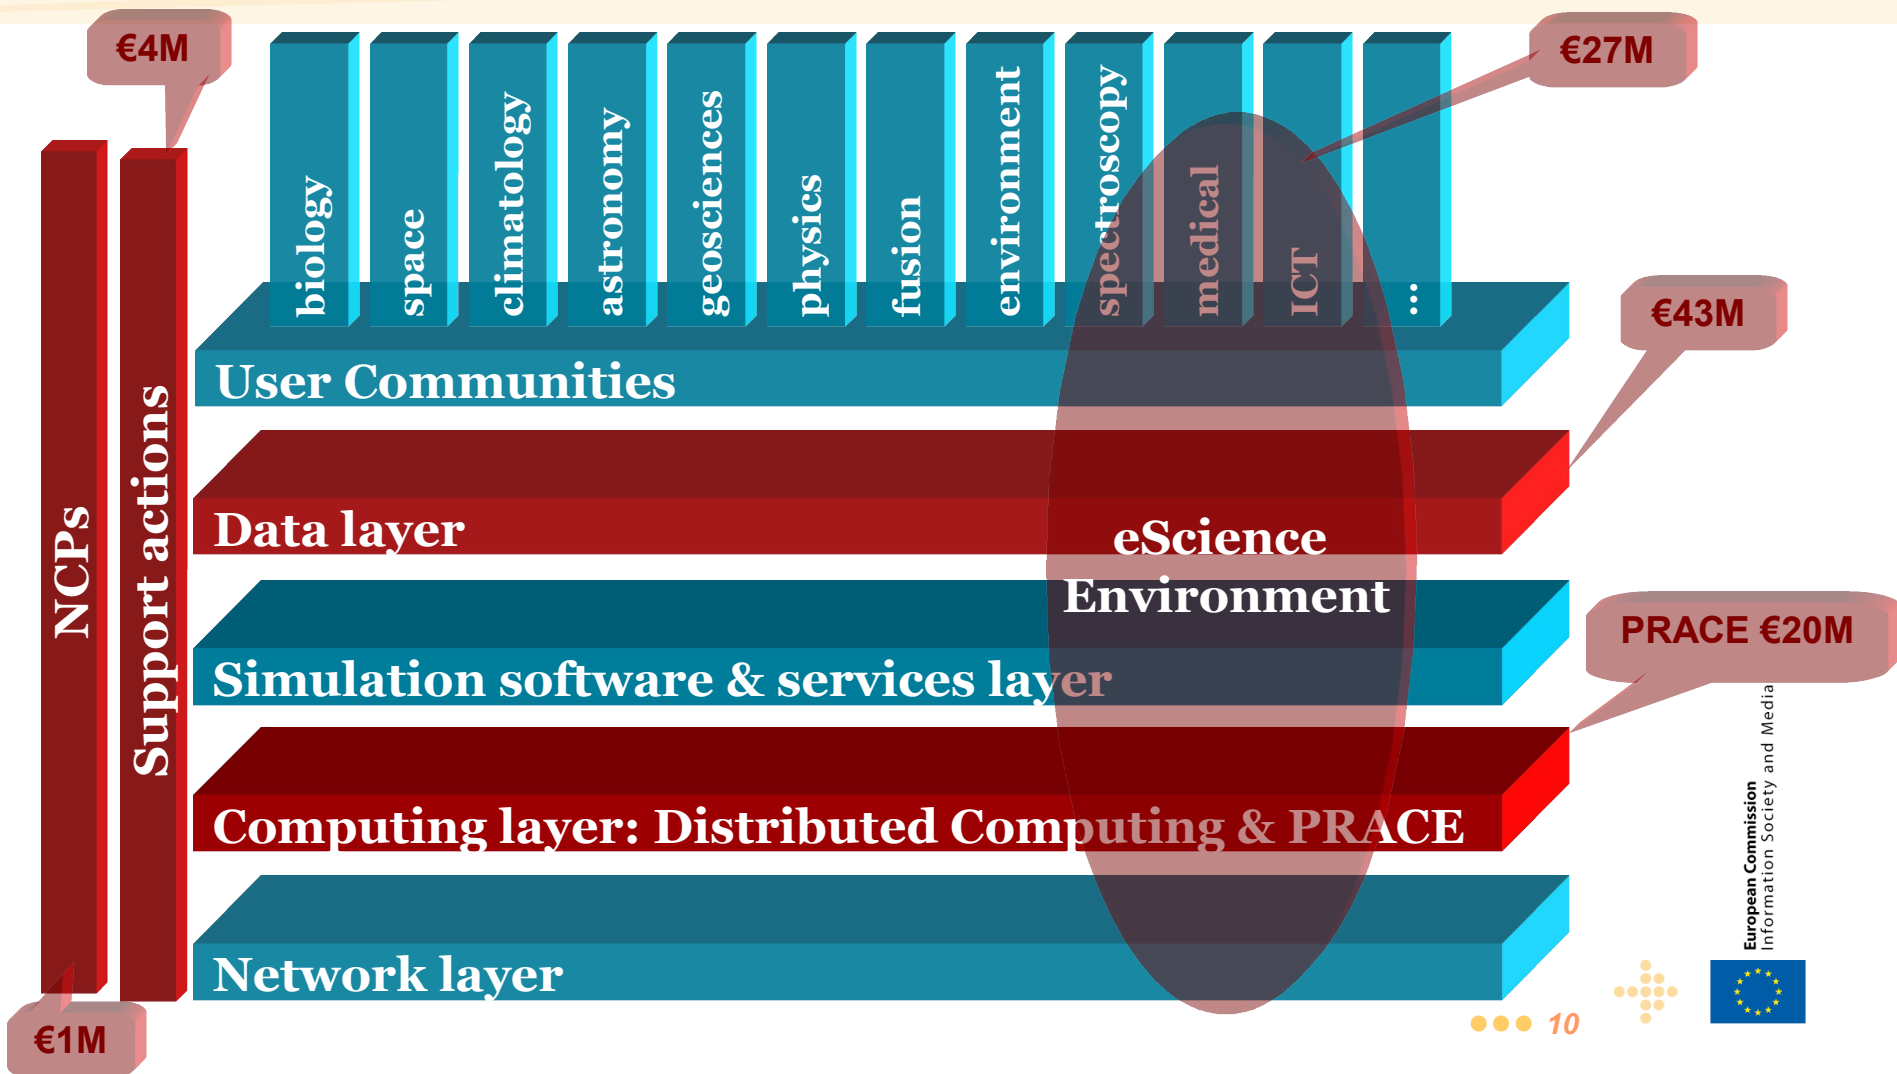 €4M
€27M
biology
space
climatology
astronomy
geosciences
physics
fusion
environment
spectroscopy
medical
ICT
...
€43M
User Communities
NCPs
Support actions
Data layer
eScience
Environment
PRACE €20M
Simulation software & services layer
Computing layer: Distributed Computing & PRACE
Network layer
European Commission
Information Society and Media
10
€1M